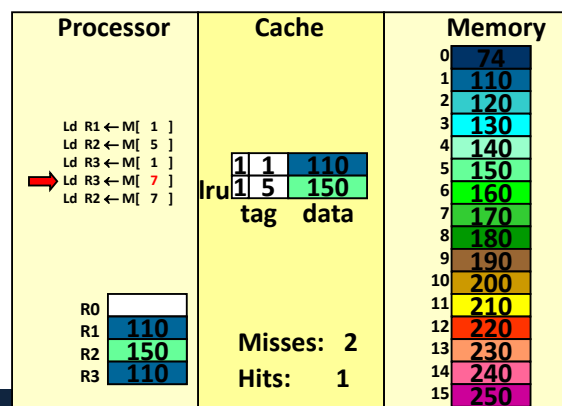 Processor
Ld R1 ← M[ 1 ]
Ld R2 ← M[ 5 ]
Ld R3 ← M[ 1 ]
Ld R3 ← M[ 7 ]
Ld R2 ← M[ 7 ]
R0
R1 110
R2 150
R3 110
Cache
1 1 110
lru 1 5 150
tag data
Misses: 2
Hits: 1
Memory
0 74
1 110
2 120
3 130
4 140
5 150
6 160
7 170
8 180
9 190
10 200
11 210
12 220
13 230
14 240
15 250